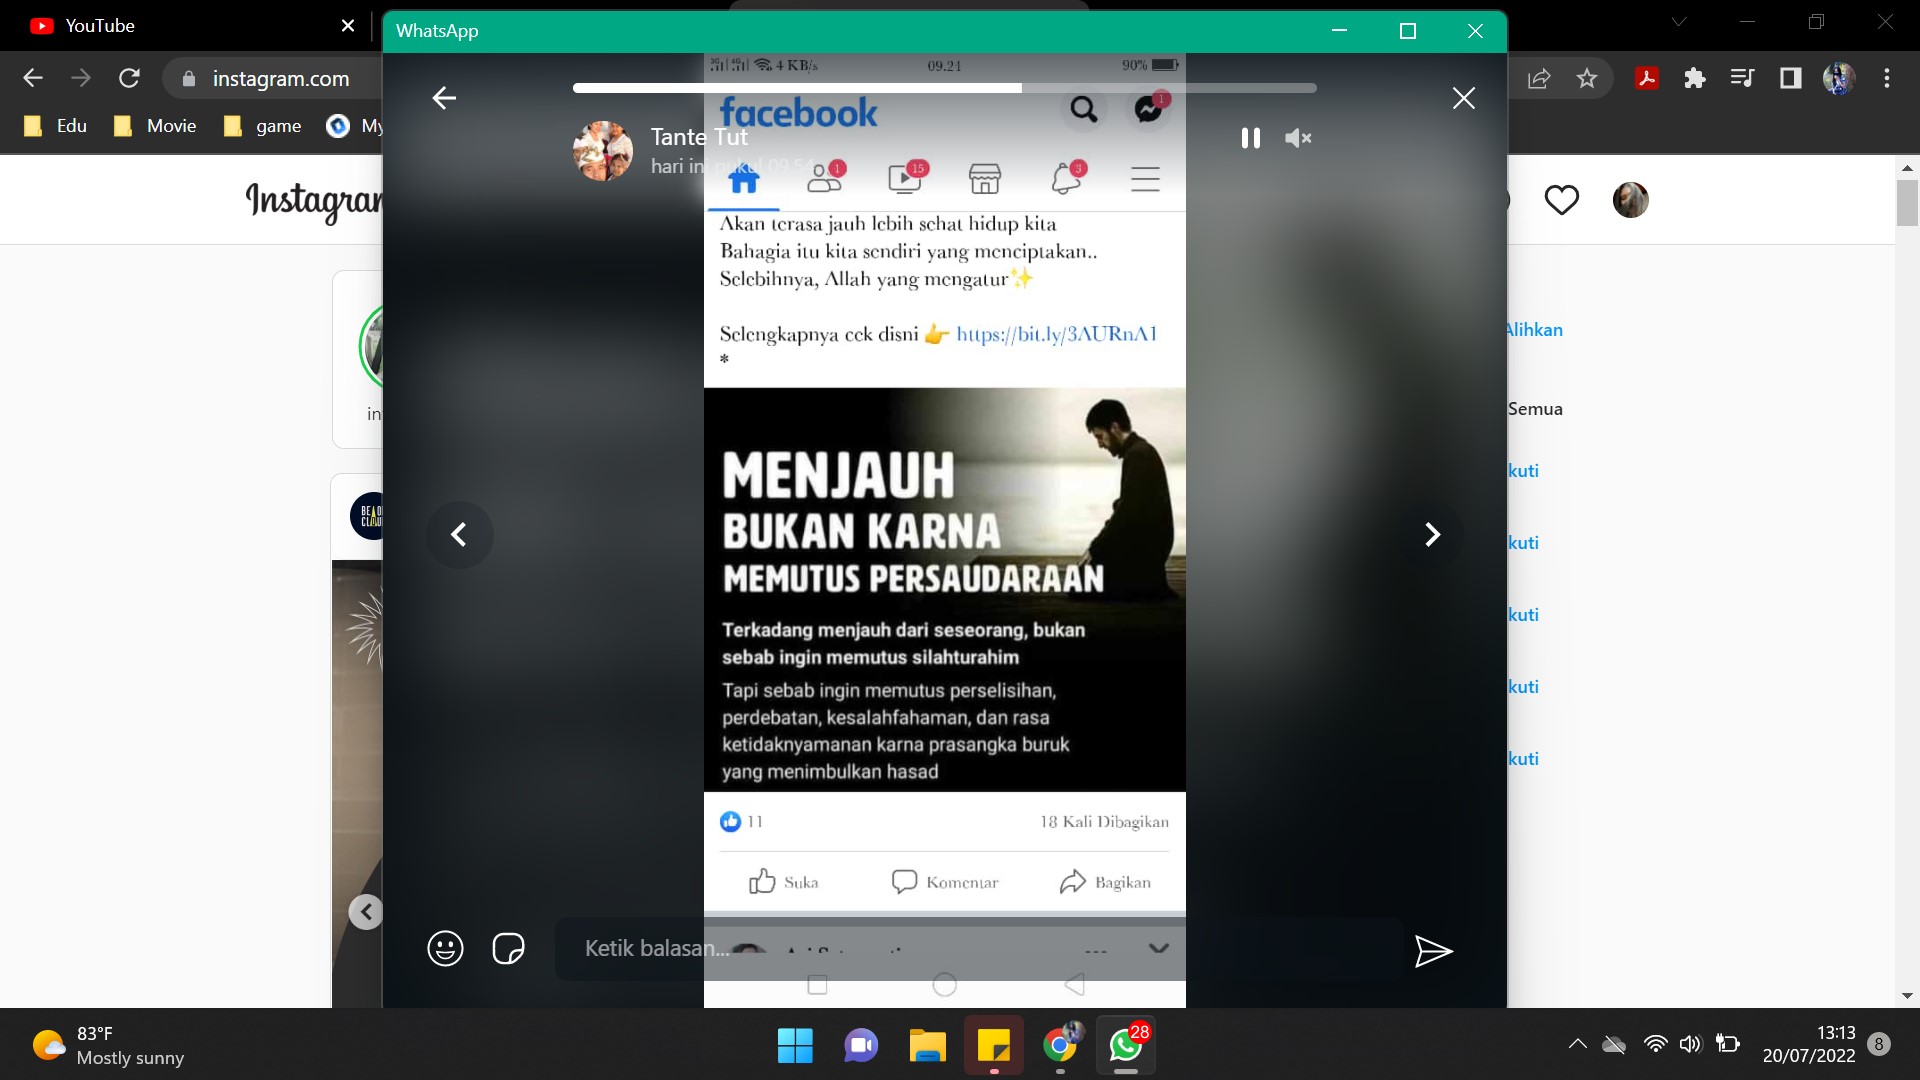 YouTube
WhatsApp
instagram.com
Edu
Movie
game
My
4 KB/s
09.24
90%
facebook
1
Tante Tut
hari ini pukul 09.54
1
15
3
Instagram
Akan terasa jauh lebih sehat hidup kita
Bahagia itu kita sendiri yang menciptakan..
Selebihnya, Allah yang mengatur✨
Selengkapnya cek disni 👉 https://bit.ly/3AURnA1
*
Alihkan
in
Semua
MENJAUH
BUKAN KARNA
MEMUTUS PERSAUDARAAN
kuti
kuti
kuti
kuti
kuti
Terkadang menjauh dari seseorang, bukan
sebab ingin memutus silahturahim
Tapi sebab ingin memutus perselisihan,
perdebatan, kesalahfahaman, dan rasa
ketidaknyamanan karna prasangka buruk
yang menimbulkan hasad
11
18 Kali Dibagikan
Suka
Komentar
Bagikan
Ketik balasan...
83°F
Mostly sunny
28
13:13
20/07/2022
8